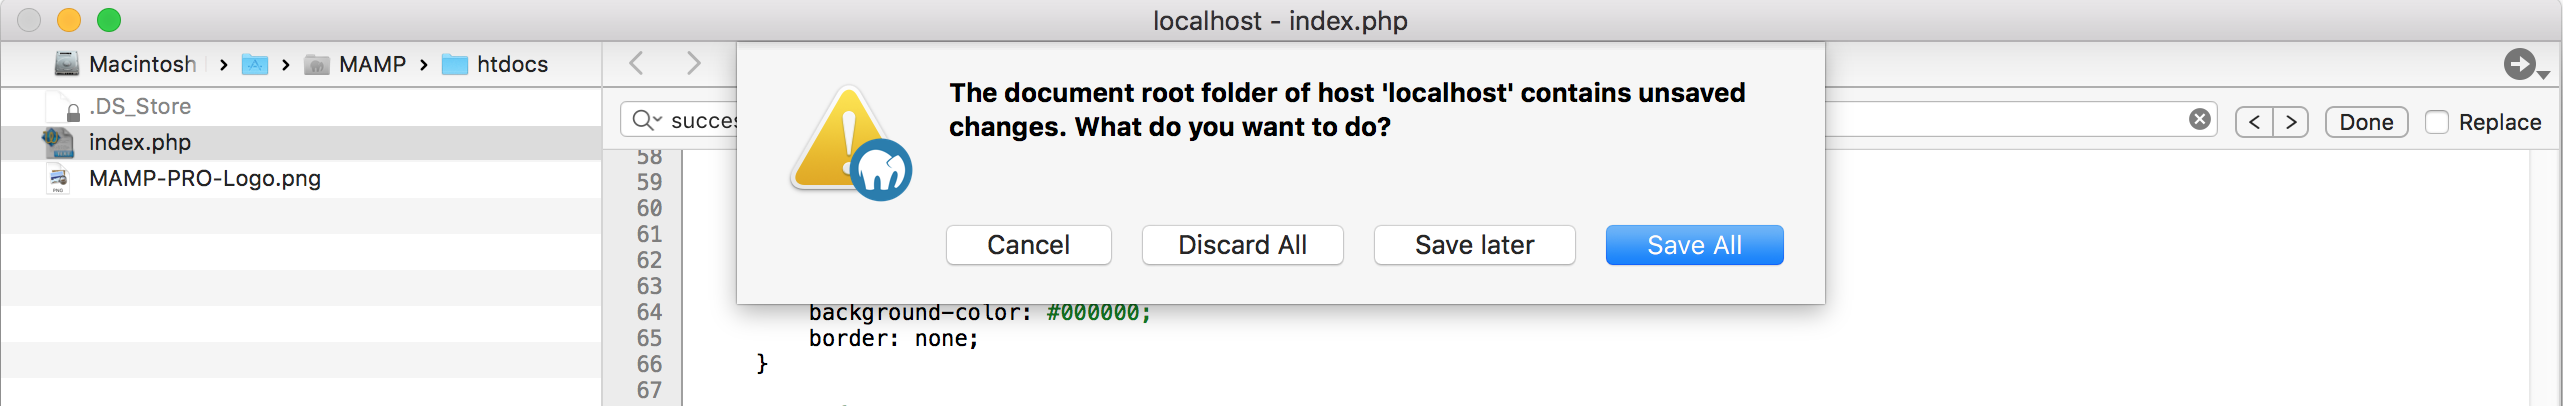 localhost - index.php
Macintosh › › MAMP › htdocs
.DS_Store
index.php
MAMP-PRO-Logo.png
The document root folder of host 'localhost' contains unsaved
changes. What do you want to do?
Cancel Discard All Save later Save All
< > Done Replace
58
59
60
61
62
63
64 background-color: #000000;
65 border: none;
66 }
67